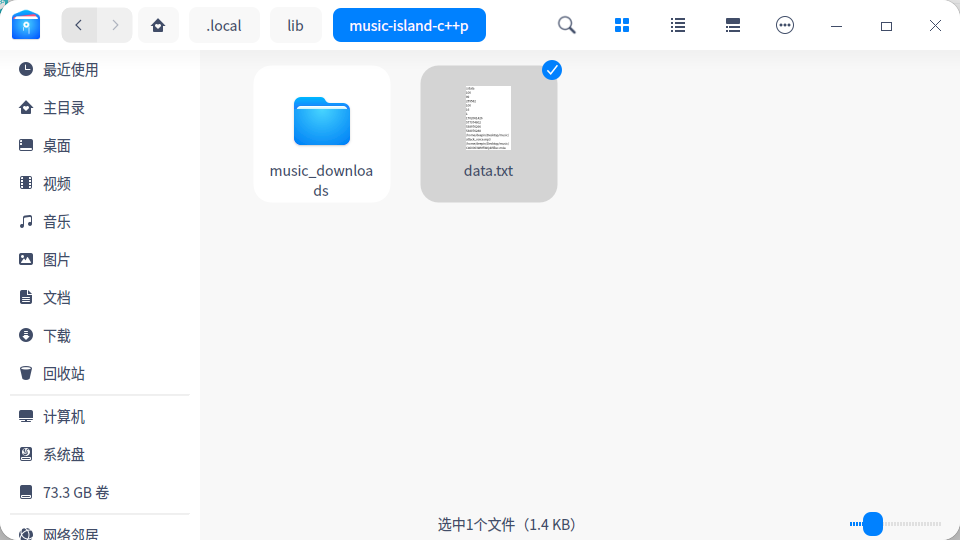 .local
lib
music-island-c++p
最近使用
主目录
桌面
视频
音乐
图片
文档
下载
回收站
计算机
系统盘
73.3 GB 卷
网络邻居
music_downloa
ds
data.txt
选中1个文件（1.4 KB）